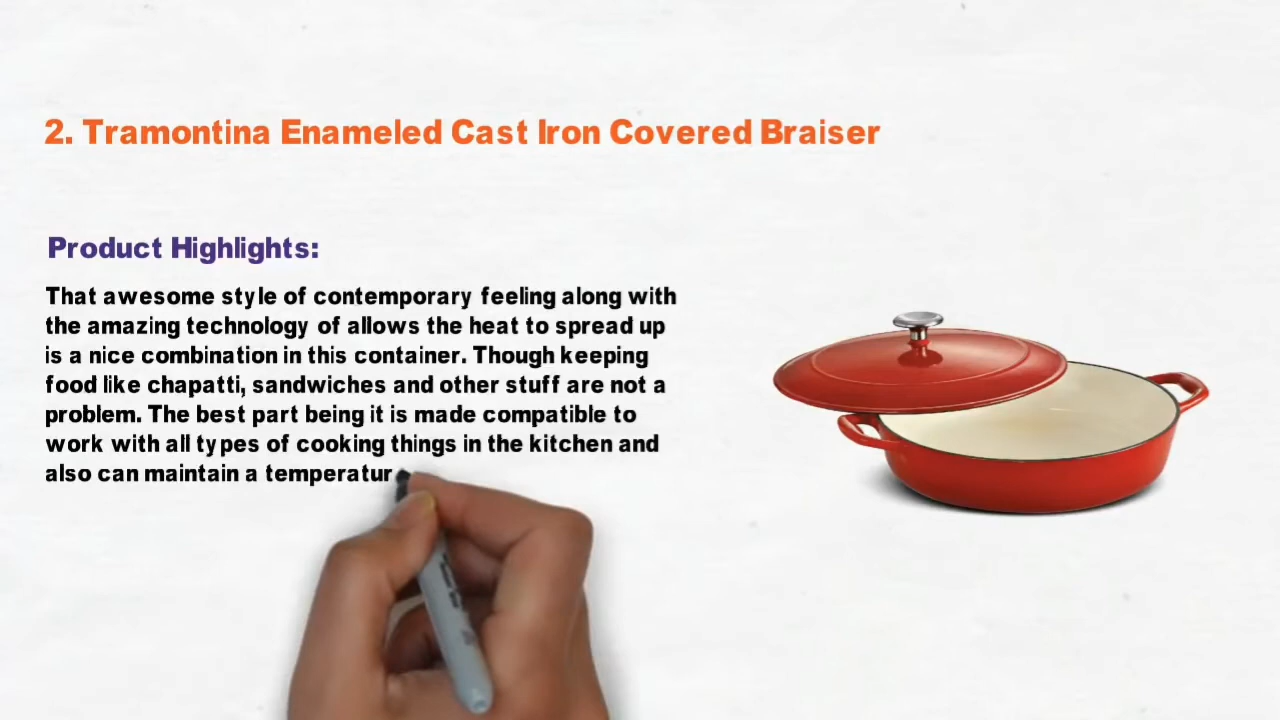 2. Tramontina Enameled Cast Iron Covered Braiser
Product Highlights:
That awesome style of contemporary feeling along with
the amazing technology of allows the heat to spread up
is a nice combination in this container. Though keeping
food like chapatti, sandwiches and other stuff are not a
problem. The best part being it is made compatible to
work with all types of cooking things in the kitchen and
also can maintain a temperatur